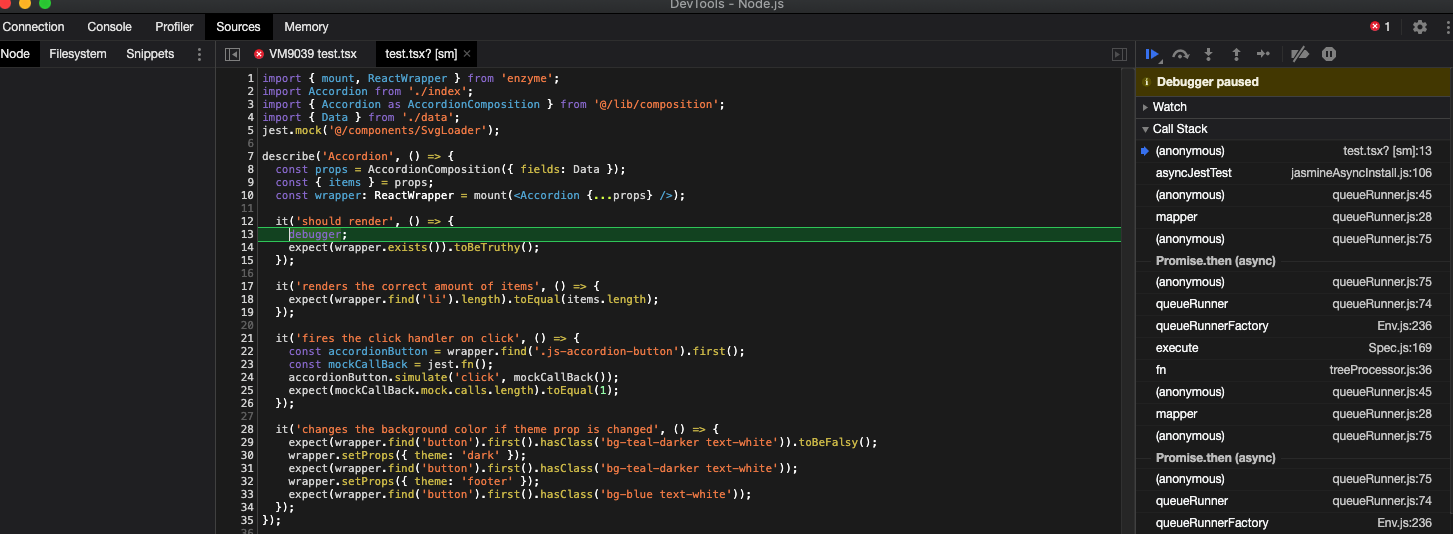 DevTools - Node.js
Connection Console Profiler Sources Memory 1
Node Filesystem Snippets VM9039 test.tsx test.tsx? [sm] ×
1 import { mount, ReactWrapper } from 'enzyme';
2 import Accordion from './index';
3 import { Accordion as AccordionComposition } from '@/lib/composition';
4 import { Data } from './data';
5 jest.mock('@/components/SvgLoader');
6
7 describe('Accordion', () => {
8 const props = AccordionComposition({ fields: Data });
9 const { items } = props;
10 const wrapper: ReactWrapper = mount(<Accordion {...props} />);
11
12 it('should render', () => {
13 debugger;
14 expect(wrapper.exists()).toBeTruthy();
15 });
16
17 it('renders the correct amount of items', () => {
18 expect(wrapper.find('li').length).toEqual(items.length);
19 });
20
21 it('fires the click handler on click', () => {
22 const accordionButton = wrapper.find('.js-accordion-button').first();
23 const mockCallBack = jest.fn();
24 accordionButton.simulate('click', mockCallBack());
25 expect(mockCallBack.mock.calls.length).toEqual(1);
26 });
27
28 it('changes the background color if theme prop is changed', () => {
29 expect(wrapper.find('button').first().hasClass('bg-teal-darker text-white')).toBeFalsy();
30 wrapper.setProps({ theme: 'dark' });
31 expect(wrapper.find('button').first().hasClass('bg-teal-darker text-white'));
32 wrapper.setProps({ theme: 'footer' });
33 expect(wrapper.find('button').first().hasClass('bg-blue text-white'));
34 });
35 });
36
Debugger paused
Watch
Call Stack
(anonymous) test.tsx? [sm]:13
asyncJestTest jasmineAsyncInstall.js:106
(anonymous) queueRunner.js:45
mapper queueRunner.js:28
(anonymous) queueRunner.js:75
Promise.then (async)
(anonymous) queueRunner.js:75
queueRunner queueRunner.js:74
queueRunnerFactory Env.js:236
execute Spec.js:169
fn treeProcessor.js:36
(anonymous) queueRunner.js:45
mapper queueRunner.js:28
(anonymous) queueRunner.js:75
Promise.then (async)
(anonymous) queueRunner.js:75
queueRunner queueRunner.js:74
queueRunnerFactory Env.js:236